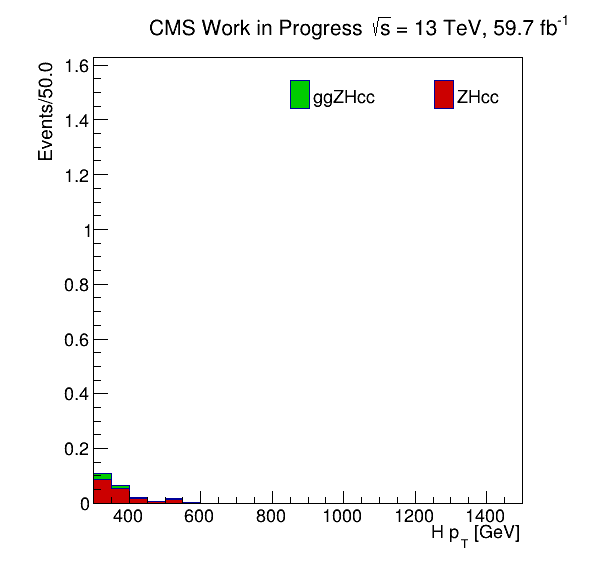 CMS Work in Progress √s = 13 TeV, 59.7 fb⁻¹
Events/50.0
ggZHcc ZHcc
1.6
1.4
1.2
1
0.8
0.6
0.4
0.2
0
400 600 800 1000 1200 1400
H p_T [GeV]